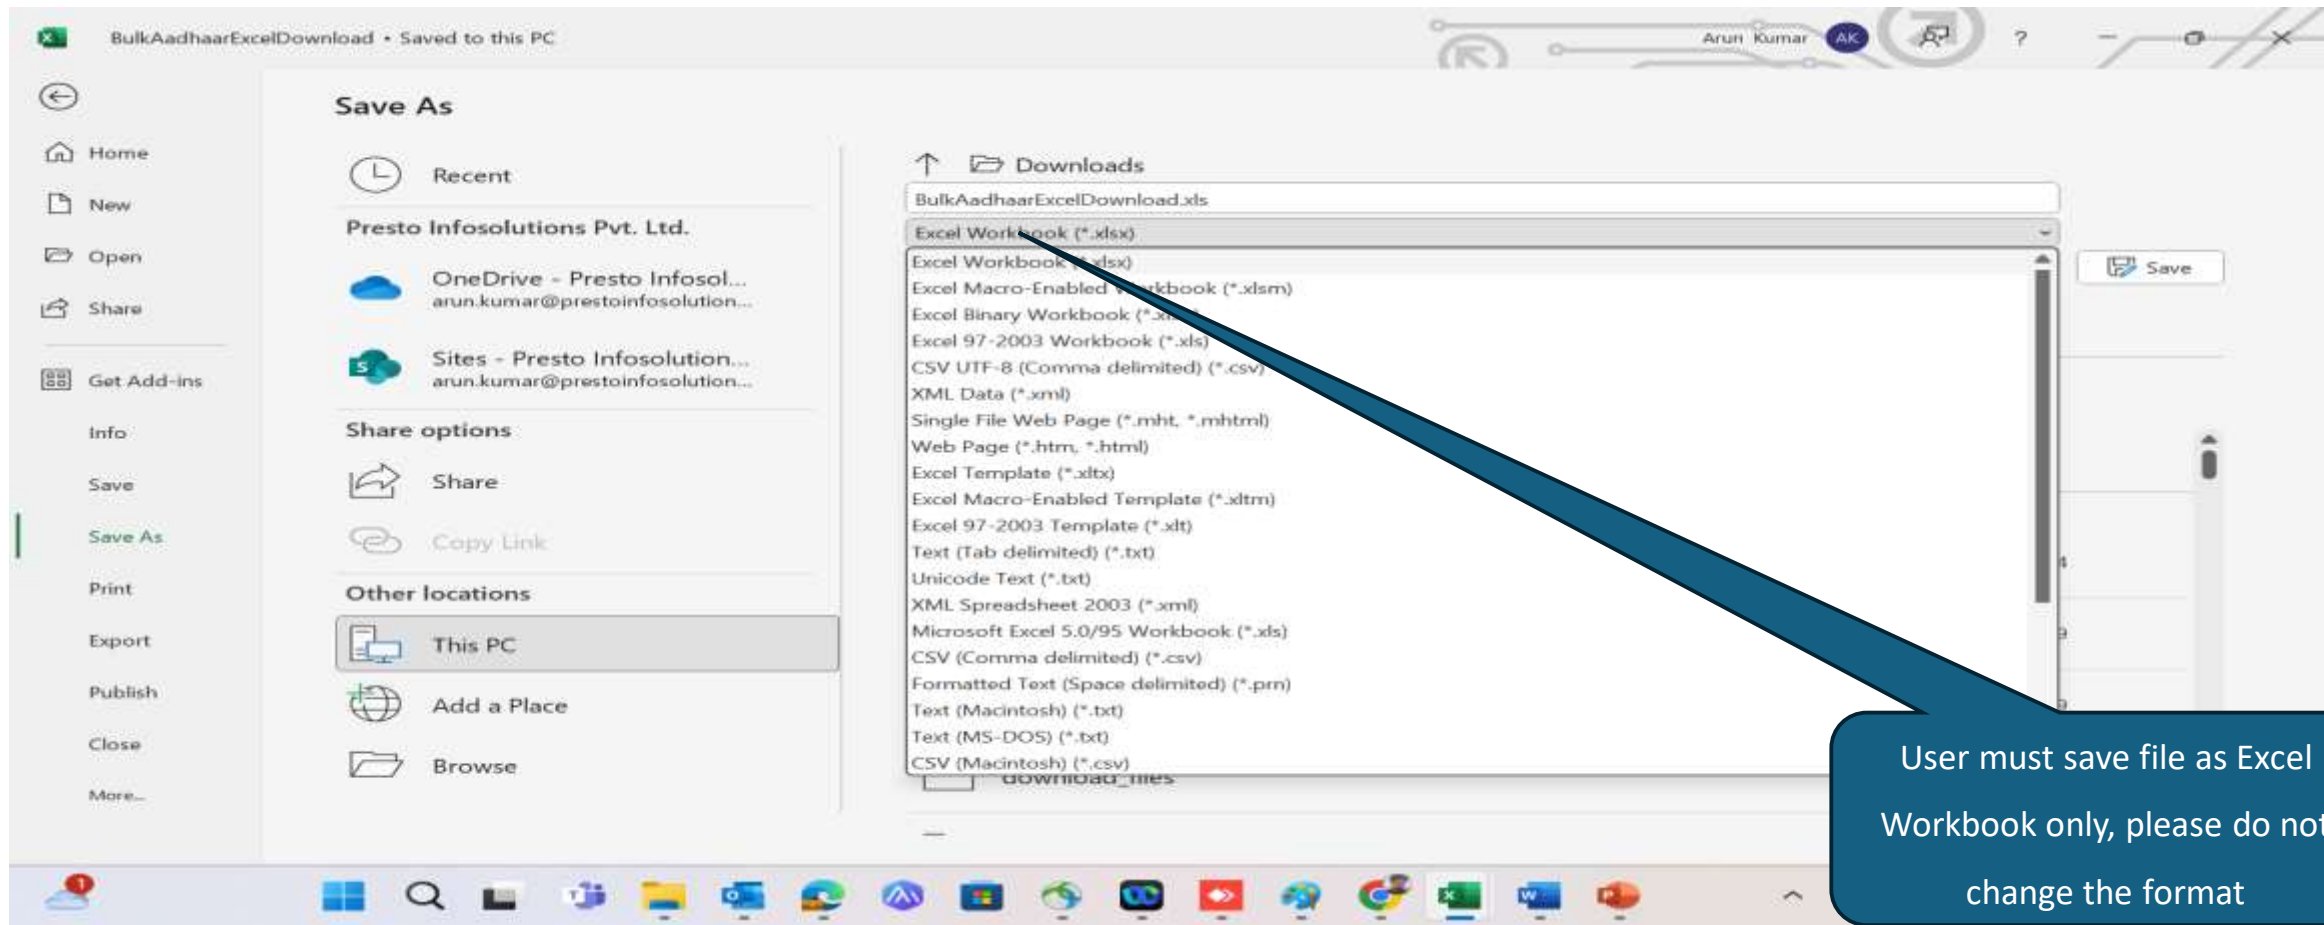 BulkAadhaarExcelDownload • Saved to this PC
Arun Kumar AK ?
Save As
Home
New
Open
Share
Get Add-ins
Info
Save
Save As
Print
Export
Publish
Close
More...
Recent
Presto Infosolutions Pvt. Ltd.
OneDrive - Presto Infosol...
arun.kumar@prestoinfosolution...
Sites - Presto Infosolution...
arun.kumar@prestoinfosolution...
Share options
Share
Copy Link
Other locations
This PC
Add a Place
Browse
Downloads
BulkAadhaarExcelDownload.xls
Excel Workbook (*.xlsx)
Save
Excel Workbook (*.xlsx)
Excel Macro-Enabled Workbook (*.xlsm)
Excel Binary Workbook
Excel 97-2003 Workbook (*.xls)
CSV UTF-8 (Comma delimited) (*.csv)
XML Data (*.xml)
Single File Web Page (*.mht, *.mhtml)
Web Page (*.htm, *.html)
Excel Template (*.xltx)
Excel Macro-Enabled Template (*.xltm)
Excel 97-2003 Template (*.xlt)
Text (Tab delimited) (*.txt)
Unicode Text (*.txt)
XML Spreadsheet 2003 (*.xml)
Microsoft Excel 5.0/95 Workbook (*.xls)
CSV (Comma delimited) (*.csv)
Formatted Text (Space delimited) (*.prn)
Text (Macintosh) (*.txt)
Text (MS-DOS) (*.txt)
CSV (Macintosh) (*.csv)
download_files
User must save file as Excel
Workbook only, please do not
change the format
1